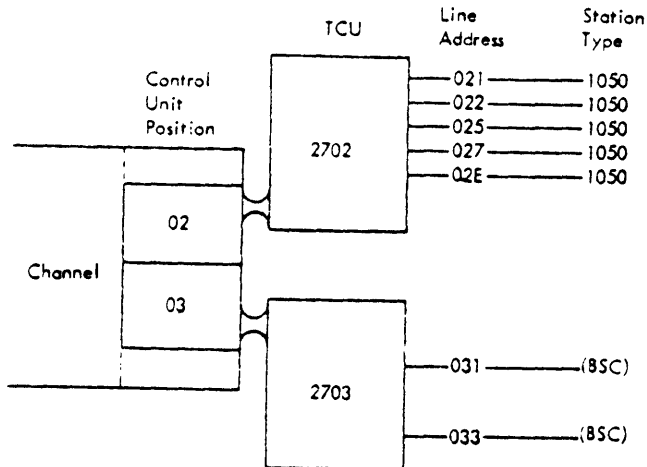 TCU
Line
Address
Station
Type
Control
Unit
Position
021
1050
022
1050
025
1050
027
1050
02E
1050
2702
02
Channel
03
2703
031
(BSC)
033
(BSC)